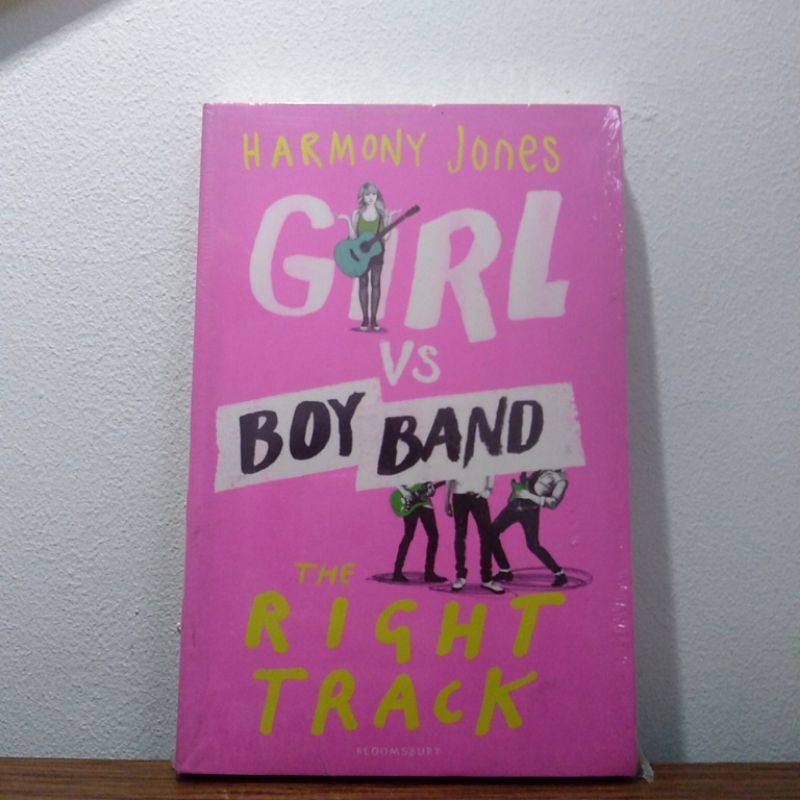 HARMONY Jones
GIRL
VS
BOY BAND
THE
RIGHT
TRACK
BLOOMSBURY